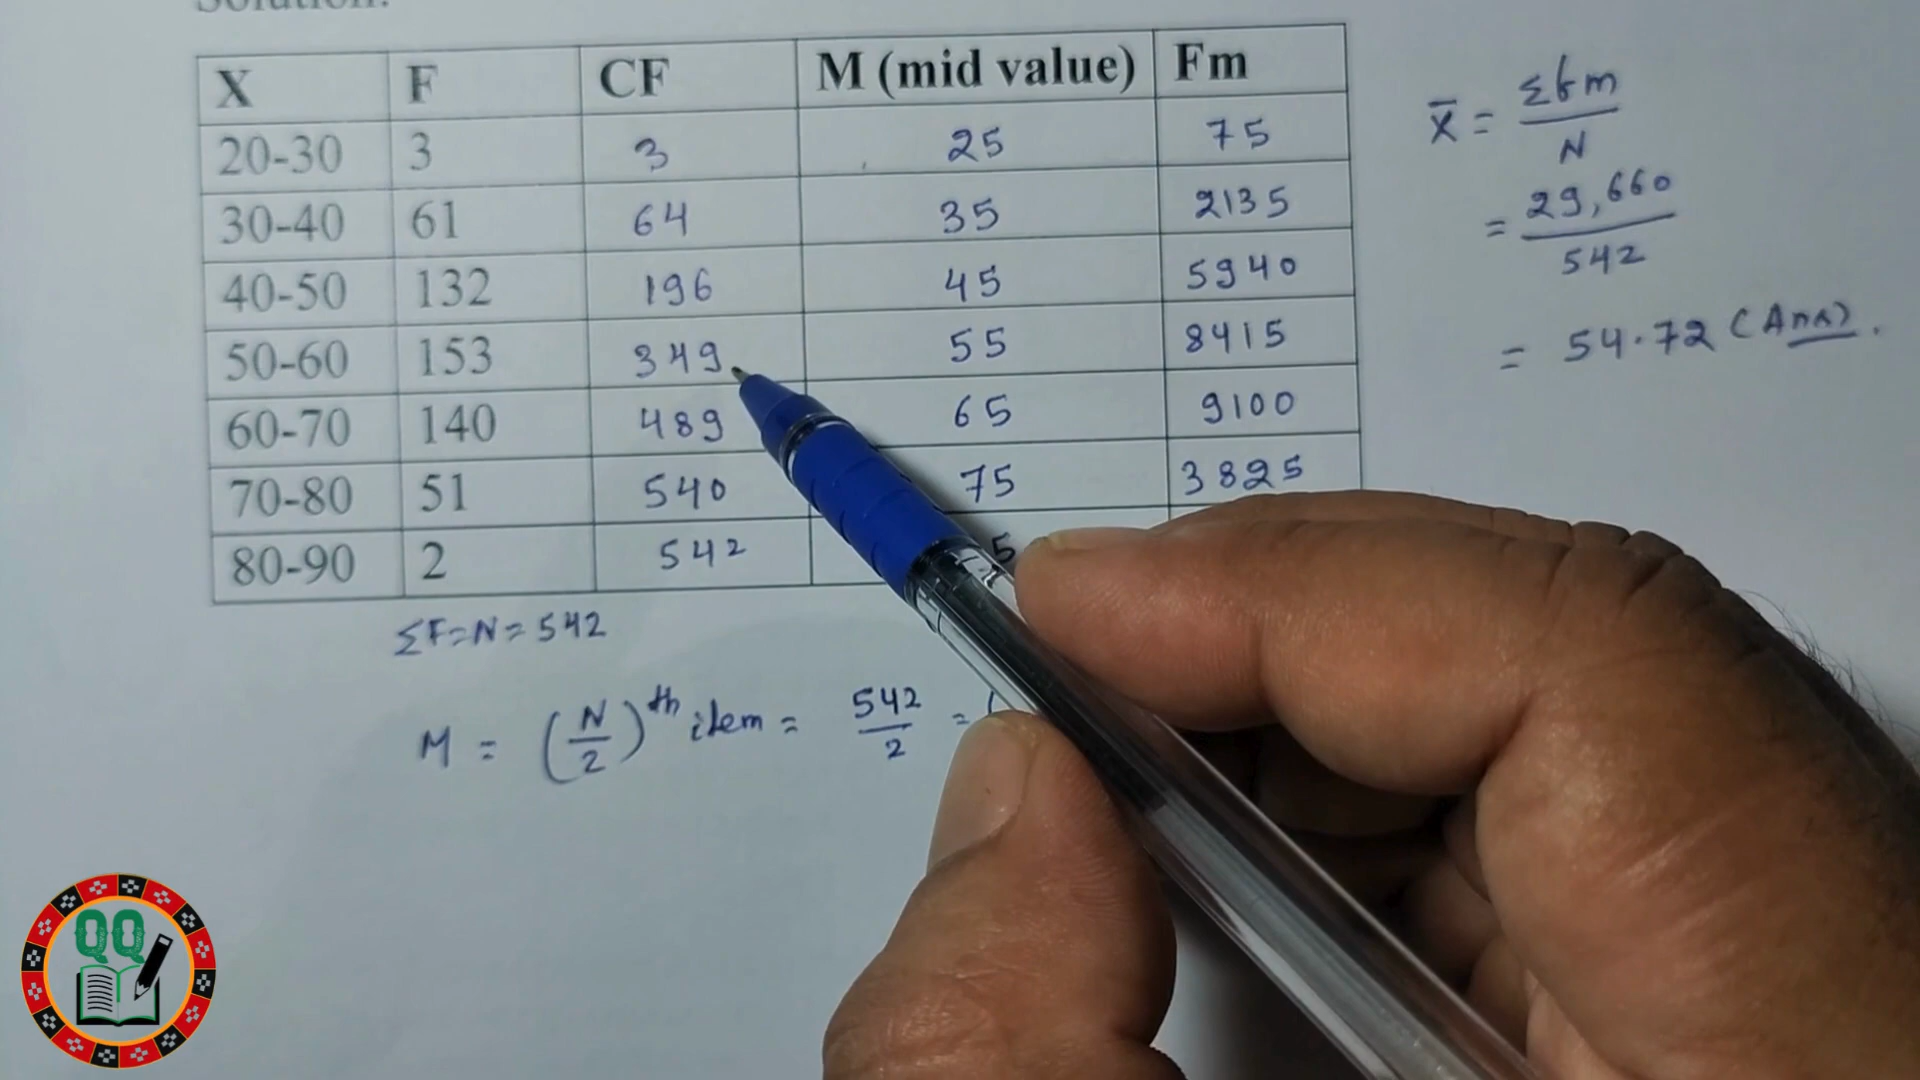 Solution:
X F CF M (mid value) Fm
20-30 3 3 25 75
30-40 61 64 35 2135
40-50 132 196 45 5940
50-60 153 349 55 8415
60-70 140 489 65 9100
70-80 51 540 75 3825
80-90 2 542 5
ΣF=N=542
M = (N/2)th item = 542/2 = (
X̄ = Σfm/N
= 29,660/542
= 54.72 (Ans).
QQ